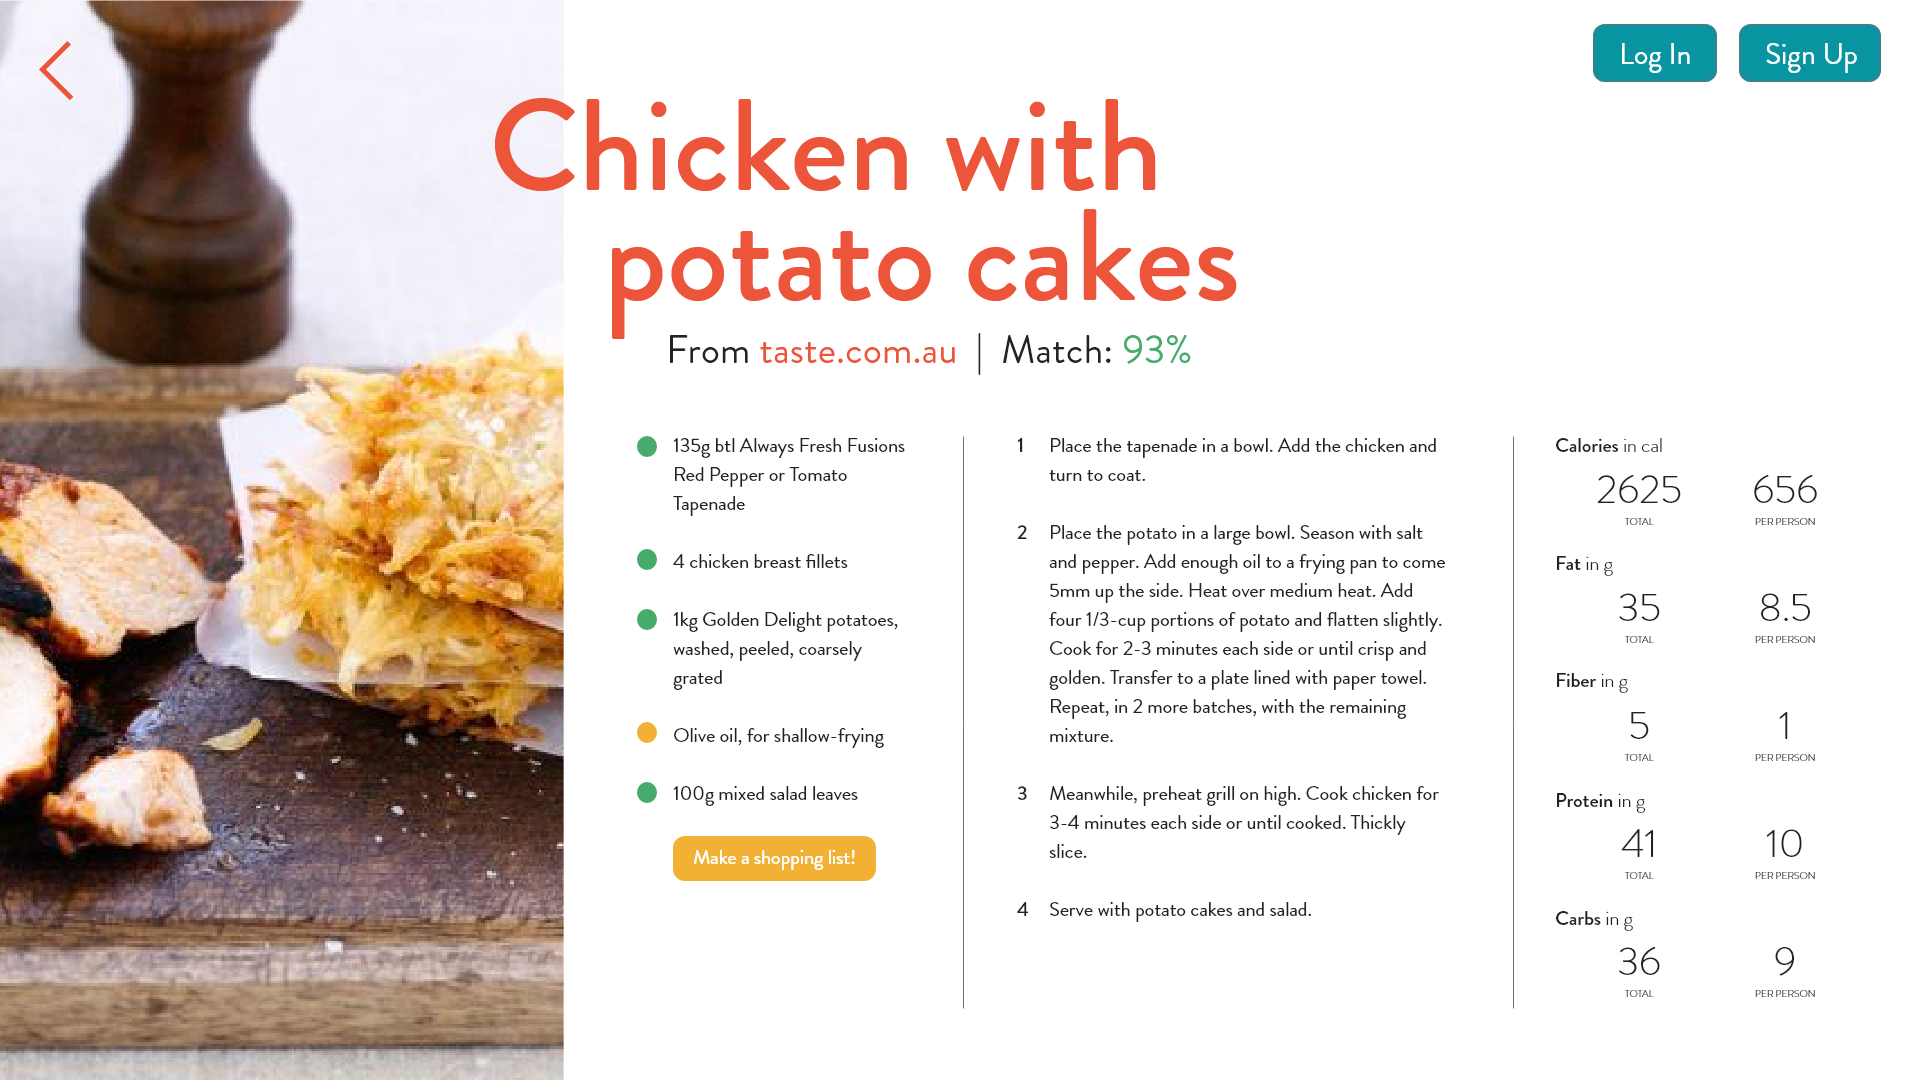 Log In
Sign Up
Chicken with
potato cakes
From taste.com.au | Match: 93%
135g btl Always Fresh Fusions
Red Pepper or Tomato
Tapenade
4 chicken breast fillets
1kg Golden Delight potatoes,
washed, peeled, coarsely
grated
Olive oil, for shallow-frying
100g mixed salad leaves
Make a shopping list!
1 Place the tapenade in a bowl. Add the chicken and
turn to coat.
2 Place the potato in a large bowl. Season with salt
and pepper. Add enough oil to a frying pan to come
5mm up the side. Heat over medium heat. Add
four 1/3-cup portions of potato and flatten slightly.
Cook for 2-3 minutes each side or until crisp and
golden. Transfer to a plate lined with paper towel.
Repeat, in 2 more batches, with the remaining
mixture.
3 Meanwhile, preheat grill on high. Cook chicken for
3-4 minutes each side or until cooked. Thickly
slice.
4 Serve with potato cakes and salad.
Calories in cal
2625 656
TOTAL PER PERSON
Fat in g
35 8.5
TOTAL PER PERSON
Fiber in g
5 1
TOTAL PER PERSON
Protein in g
41 10
TOTAL PER PERSON
Carbs in g
36 9
TOTAL PER PERSON